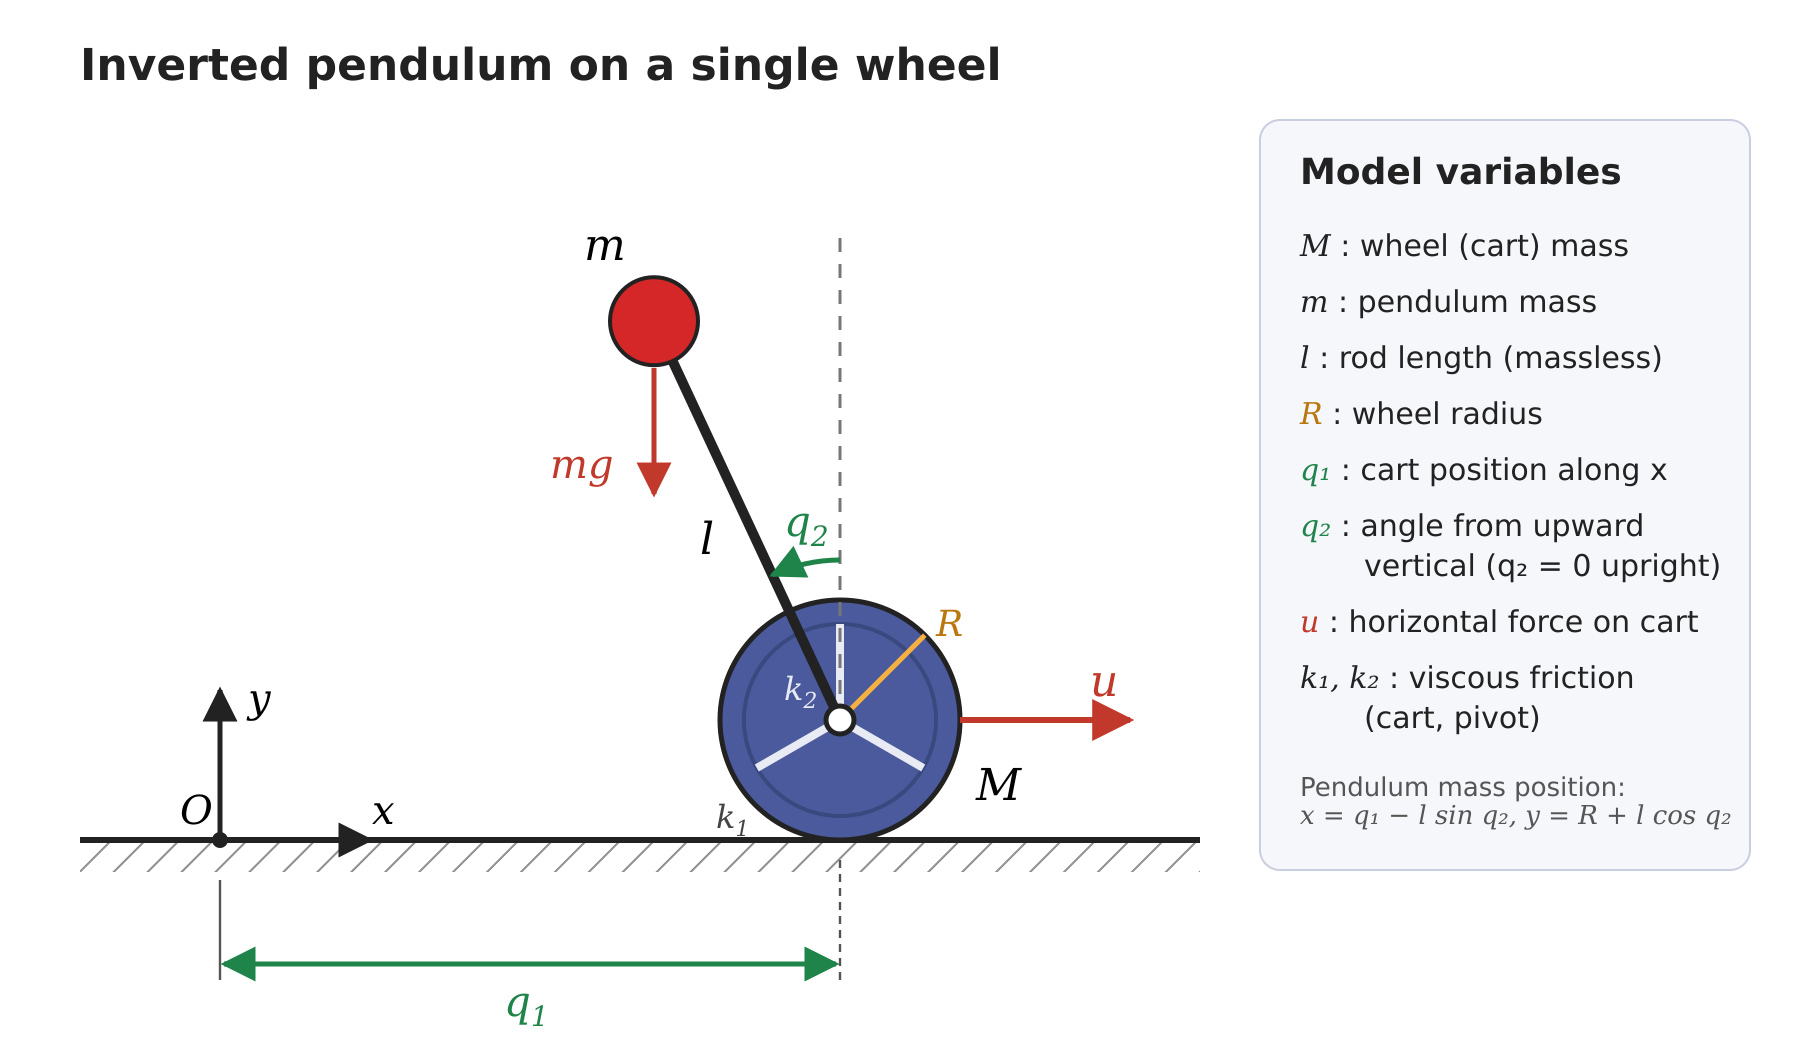 Inverted pendulum on a single wheel
m
mg
l
q₂
R
k₂
u
y
M
O
x
k₁
q₁
Model variables
M : wheel (cart) mass
m : pendulum mass
l : rod length (massless)
R : wheel radius
q₁ : cart position along x
q₂ : angle from upward
vertical (q₂ = 0 upright)
u : horizontal force on cart
k₁, k₂ : viscous friction
(cart, pivot)
Pendulum mass position:
x = q₁ − l sin q₂, y = R + l cos q₂